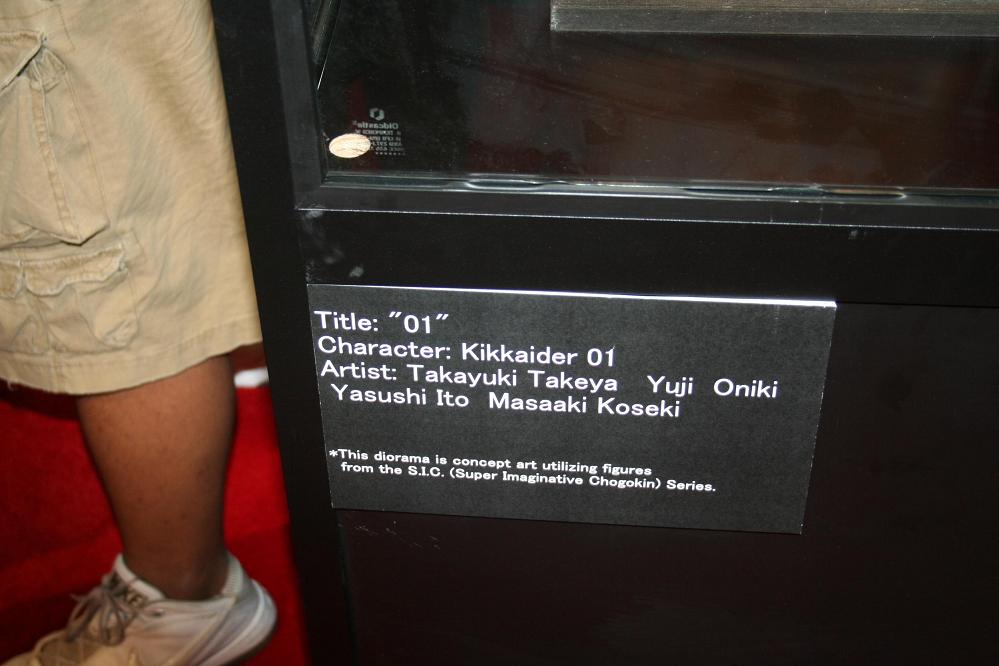 Title: "01"
Character: Kikkaider 01
Artist: Takayuki Takeya Yuji Oniki
Yasushi Ito Masaaki Koseki
*This diorama is concept art utilizing figures
from the S.I.C. (Super Imaginative Chogokin) Series.
Oldcastle